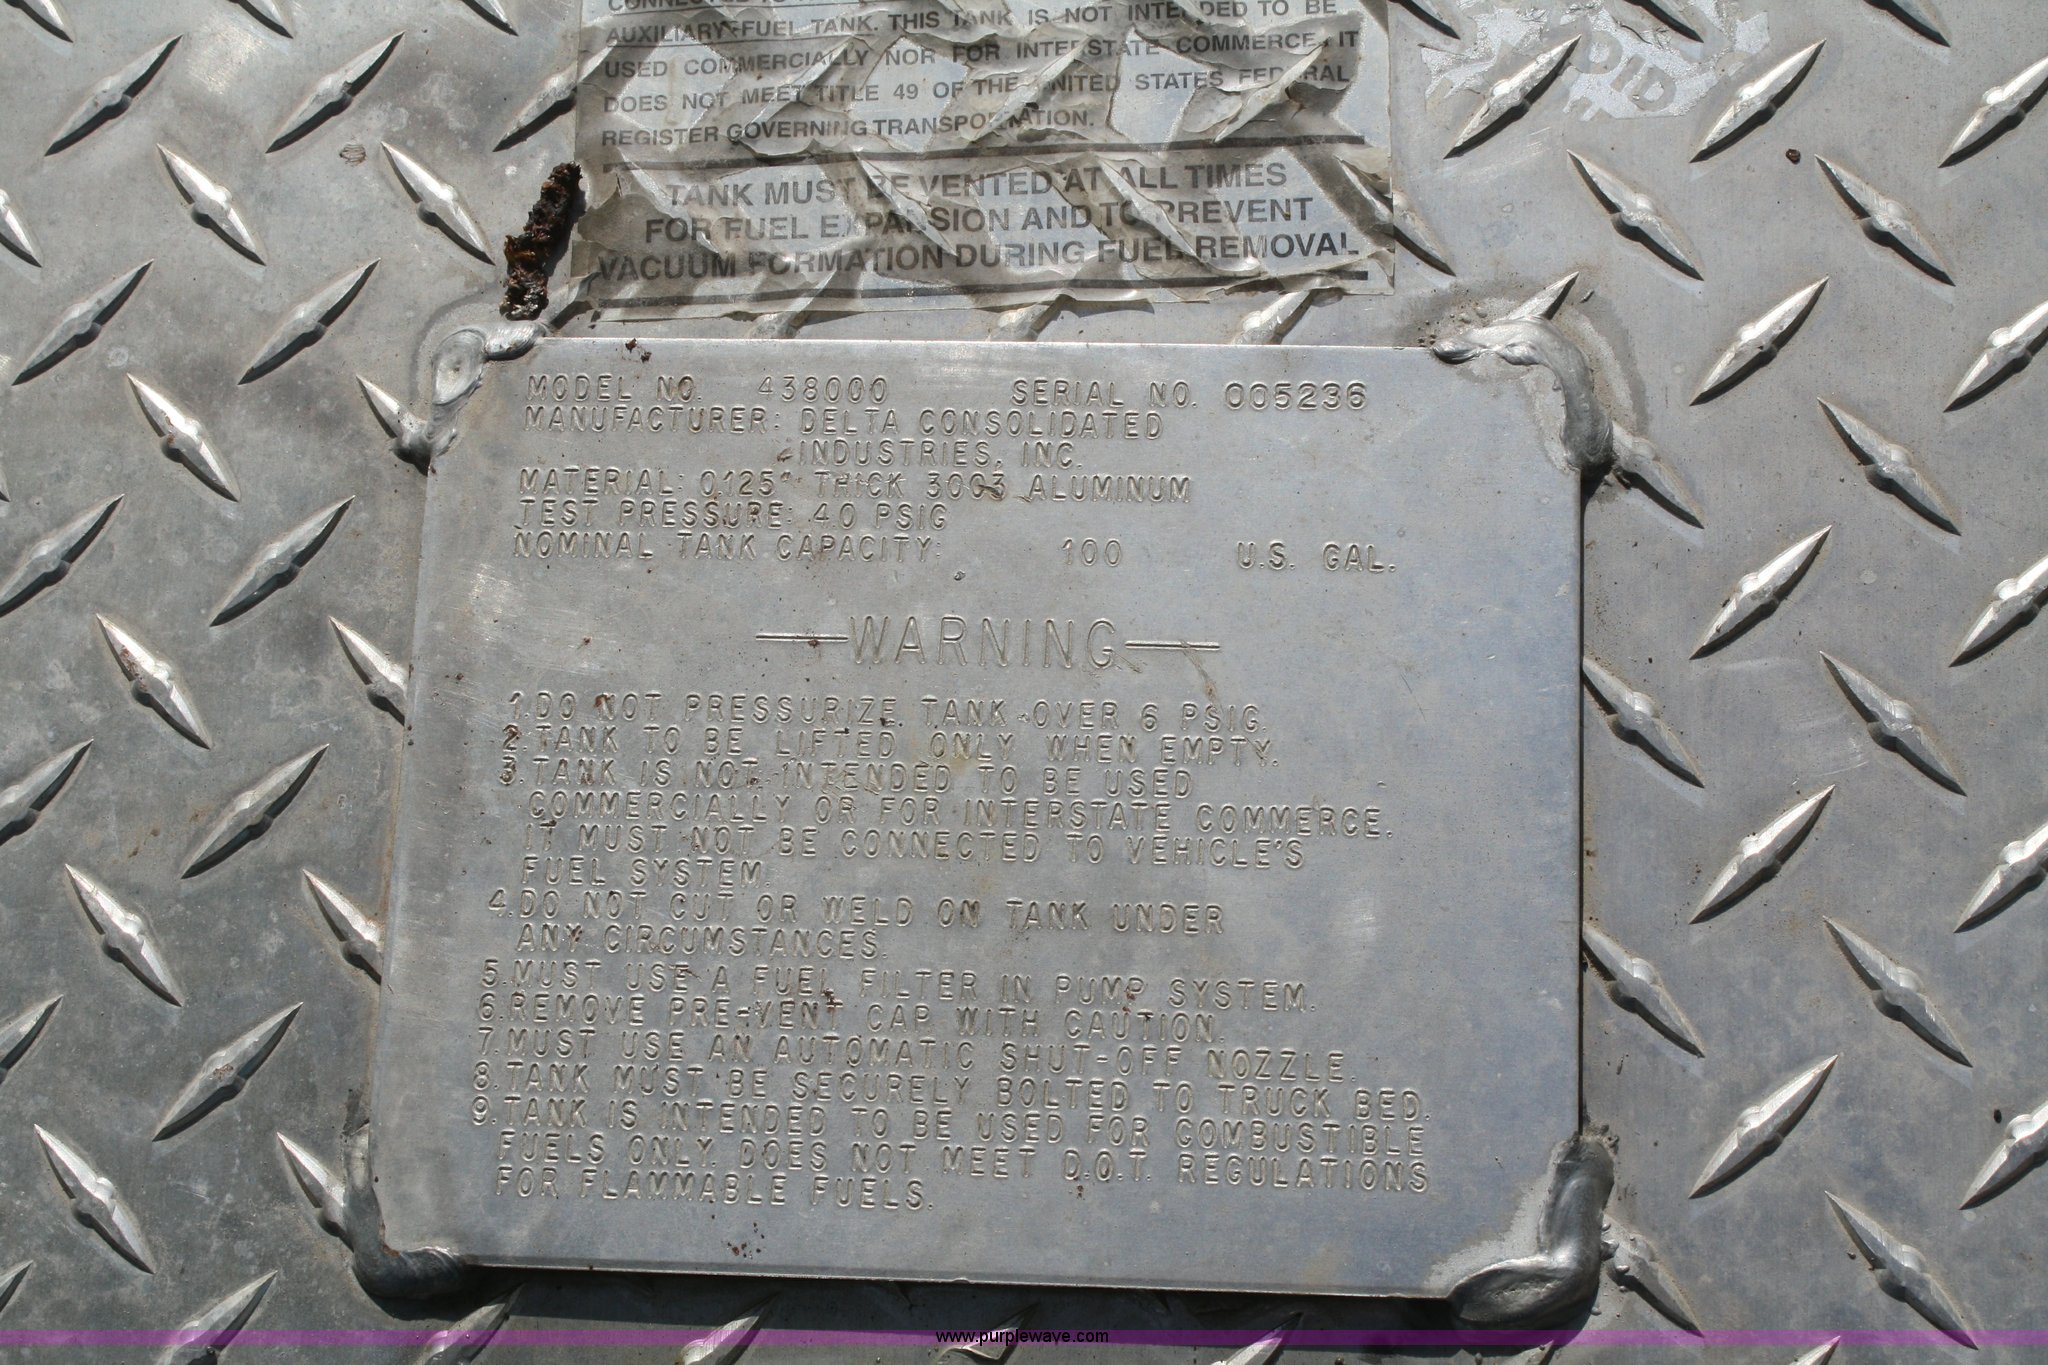 CONNECTED TO
AUXILIARY FUEL TANK. THIS TANK IS NOT INTENDED TO BE
USED COMMERCIALLY NOR FOR INTERSTATE COMMERCE. IT
DOES NOT MEET TITLE 49 OF THE UNITED STATES FEDERAL
REGISTER GOVERNING TRANSPORTATION.
TANK MUST BE VENTED AT ALL TIMES
FOR FUEL EXPANSION AND TO PREVENT
VACUUM FORMATION DURING FUEL REMOVAL
MODEL NO. 438000 SERIAL NO. 005236
MANUFACTURER: DELTA CONSOLIDATED
INDUSTRIES, INC.
MATERIAL: 0.125" THICK 3003 ALUMINUM
TEST PRESSURE: 4.0 PSIG
NOMINAL TANK CAPACITY: 100 U.S. GAL.
—WARNING—
1. DO NOT PRESSURIZE TANK OVER 6 PSIG.
2. TANK TO BE LIFTED ONLY WHEN EMPTY.
3. TANK IS NOT INTENDED TO BE USED
COMMERCIALLY OR FOR INTERSTATE COMMERCE.
IT MUST NOT BE CONNECTED TO VEHICLE'S
FUEL SYSTEM.
4. DO NOT CUT OR WELD ON TANK UNDER
ANY CIRCUMSTANCES.
5. MUST USE A FUEL FILTER IN PUMP SYSTEM.
6. REMOVE PRE-VENT CAP WITH CAUTION.
7. MUST USE AN AUTOMATIC SHUT-OFF NOZZLE.
8. TANK MUST BE SECURELY BOLTED TO TRUCK BED.
9. TANK IS INTENDED TO BE USED FOR COMBUSTIBLE
FUELS ONLY. DOES NOT MEET D.O.T. REGULATIONS
FOR FLAMMABLE FUELS.
www.purplewave.com